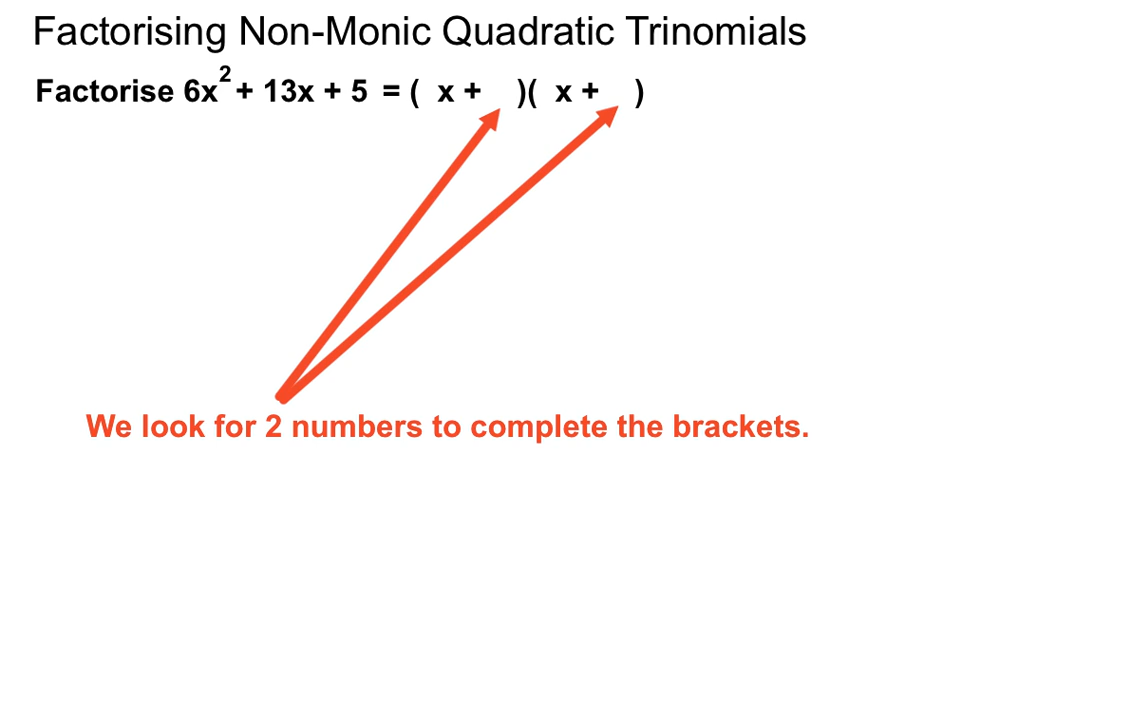 Factorising Non-Monic Quadratic Trinomials
Factorise 6x² + 13x + 5 = ( x + )( x + )
We look for 2 numbers to complete the brackets.